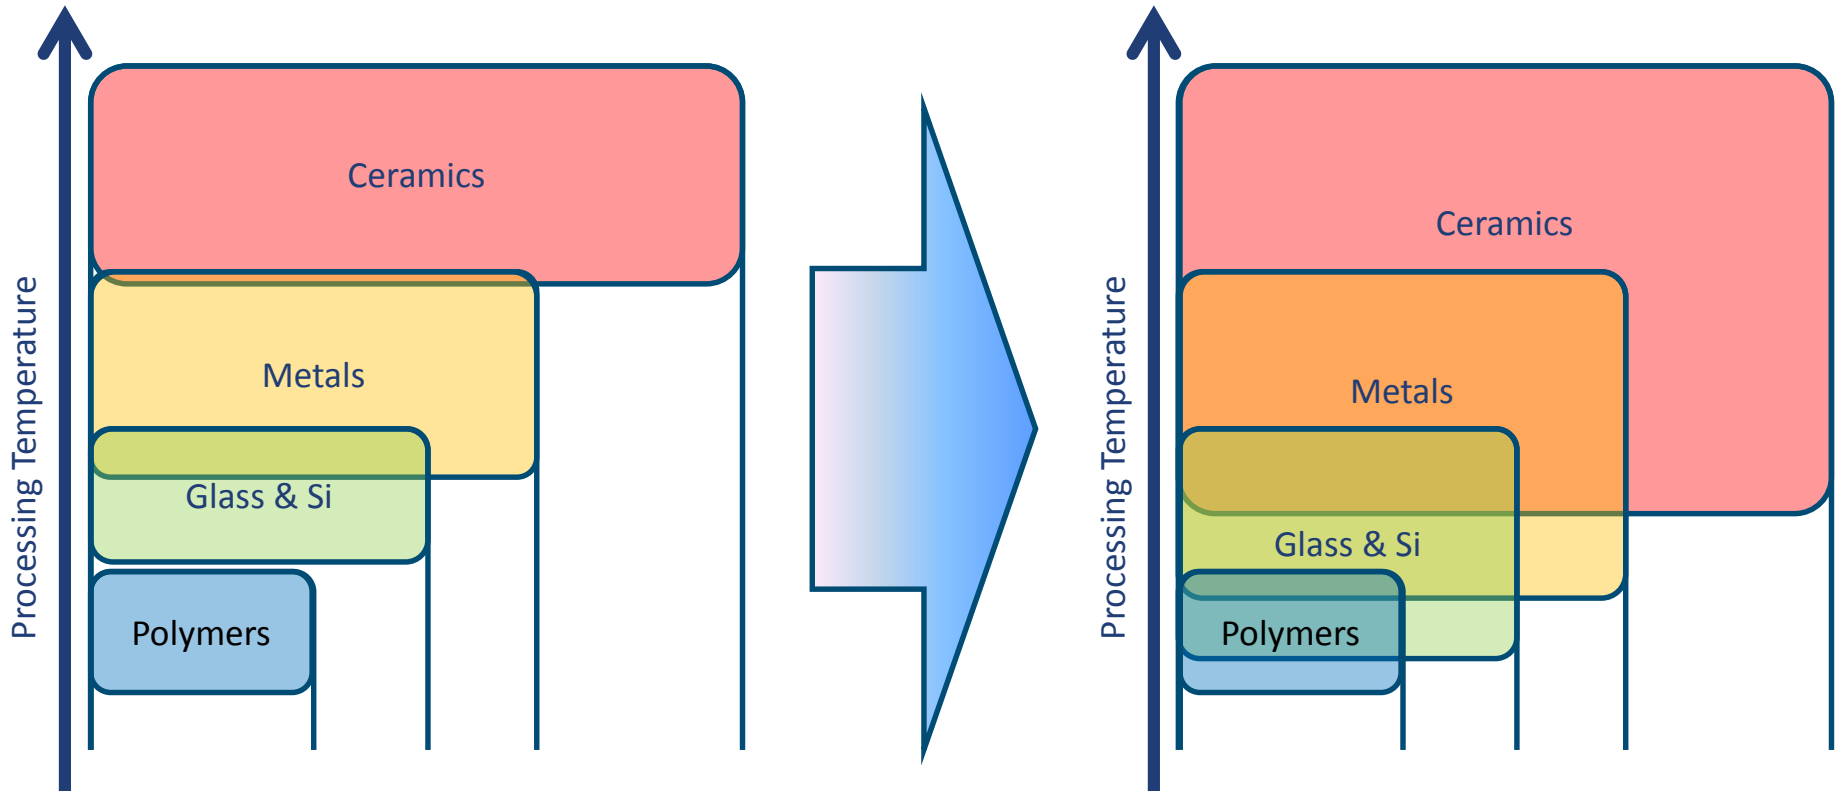 Processing Temperature
Ceramics
Metals
Glass & Si
Polymers
Processing Temperature
Ceramics
Metals
Glass & Si
Polymers